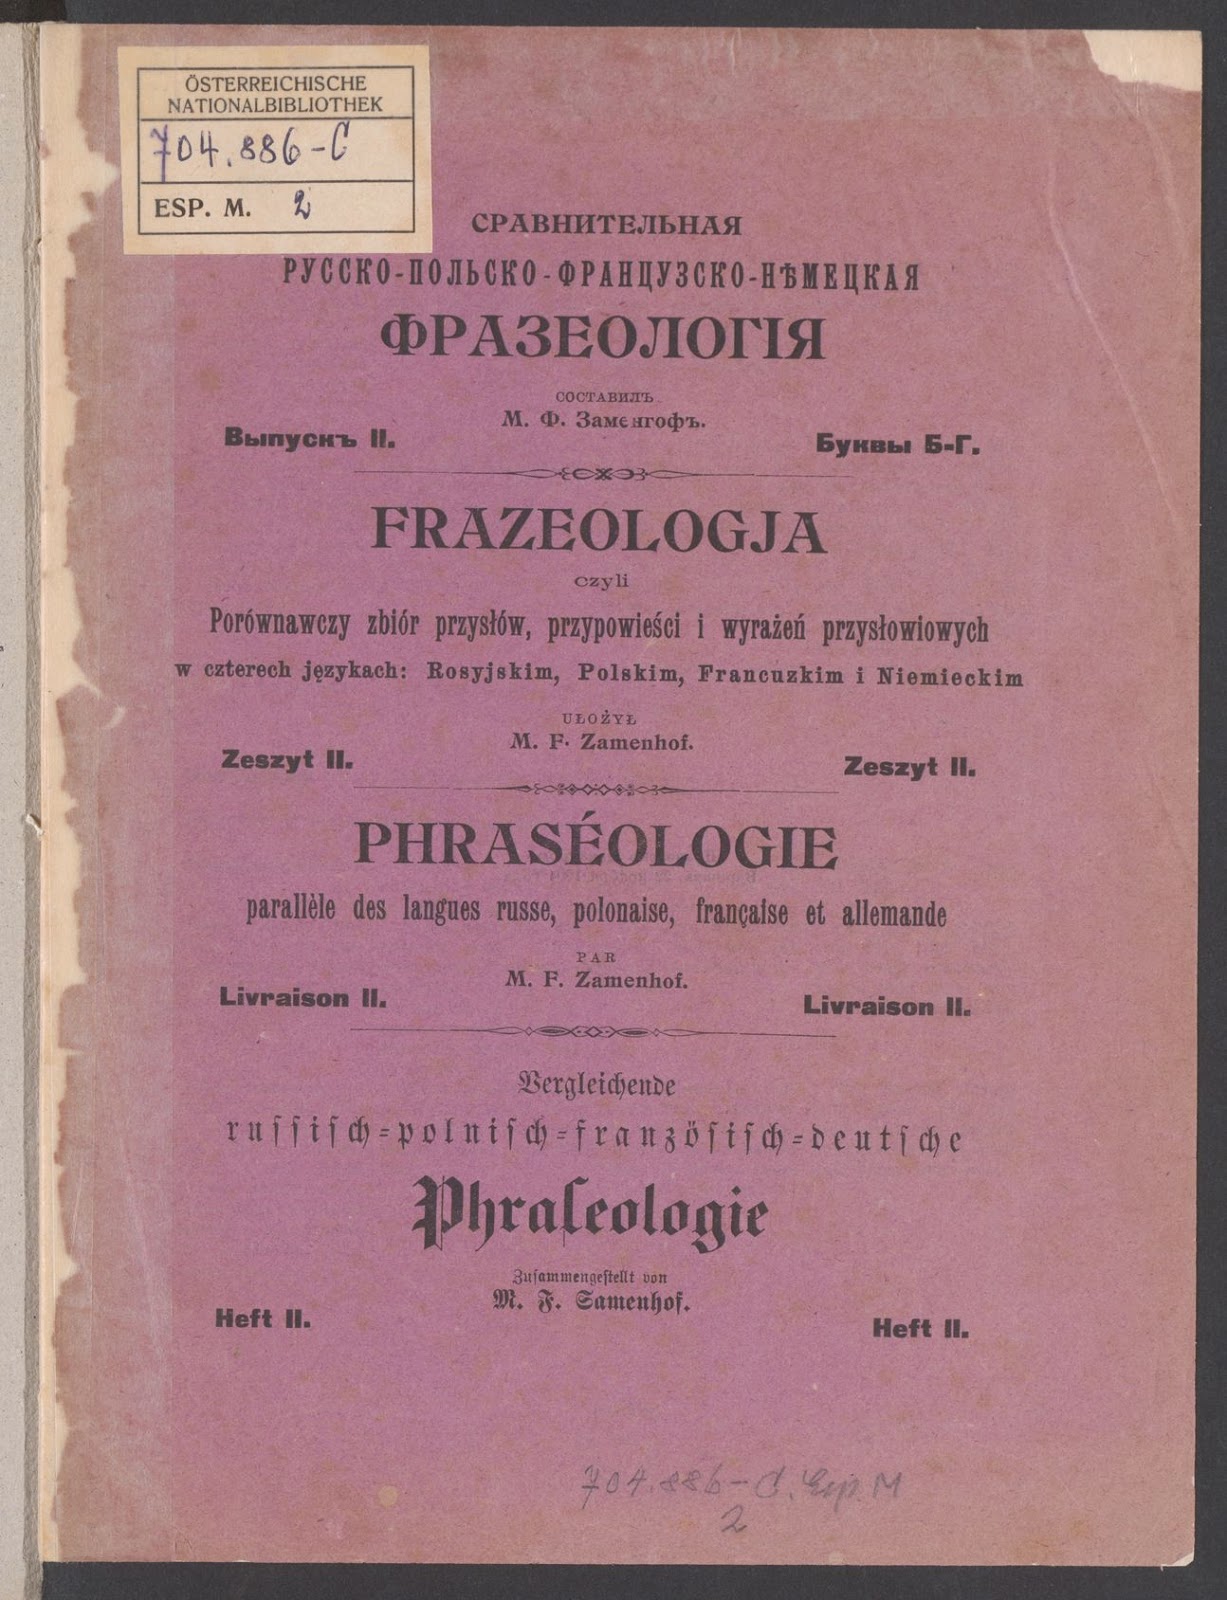 ÖSTERREICHISCHE
NATIONALBIBLIOTHEK
704.886-C
ESP. M. 2
СРАВНИТЕЛЬНАЯ
РУССКО-ПОЛЬСКО-ФРАНЦУЗСКО-НѢМЕЦКАЯ
ФРАЗЕОЛОГІЯ
СОСТАВИЛЪ
М. Ф. Заменгофъ.
Выпускъ II.
Буквы Б-Г.
FRAZEOLOGJA
czyli
Porównawczy zbiór przysłów, przypowieści i wyrażeń przysłowiowych
w czterech językach: Rosyjskim, Polskim, Francuzkim i Niemieckim
UŁOŻYŁ
M. F. Zamenhof.
Zeszyt II.
Zeszyt II.
PHRASÉOLOGIE
parallèle des langues russe, polonaise, française et allemande
PAR
M. F. Zamenhof.
Livraison II.
Livraison II.
Vergleichende
ruſſiſch-polniſch-franzöſiſch-deutſche
Phraſeologie
Zuſammengeſtellt von
M. F. Samenhof.
Heft II.
Heft II.
704.886-C. Esp. M
2